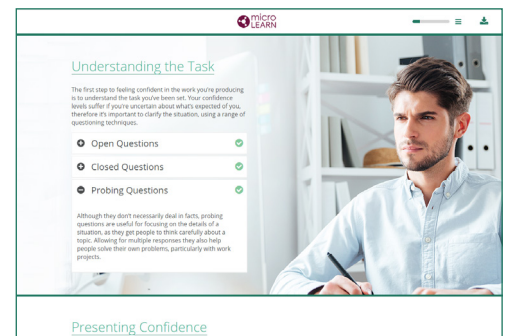 micro
LEARN
Understanding the Task
The first step to feeling confident in the work you're producing
is to understand the task you've been set. Your confidence
levels suffer if you're uncertain about what's expected of you,
therefore it's important to clarify the situation, using a range of
questioning techniques.
Open Questions
Closed Questions
Probing Questions
Although they don't necessarily deal in facts, probing
questions are useful for focusing on the details of a
situation, as they get people to think carefully about a
topic. Allowing for multiple responses they also help
people solve their own problems, particularly with work
projects.
Presenting Confidence